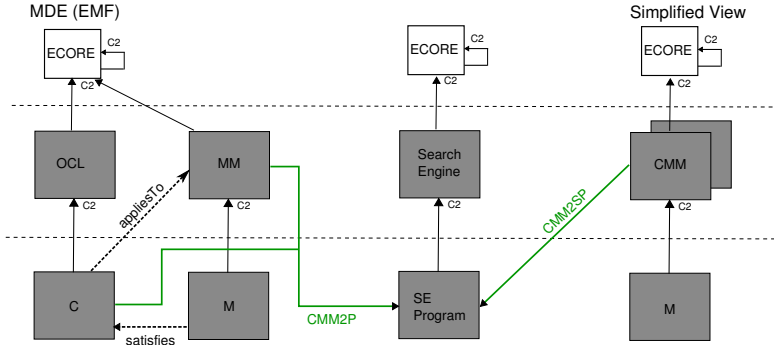 MDE (EMF)
Simplified View
C2
ECORE
C2
C2
ECORE
C2
C2
ECORE
C2
OCL
MM
Search
Engine
CMM
appliesTo
C2
C2
C2
C2
CMM2SP
C
M
SE
Program
M
CMM2P
satisfies